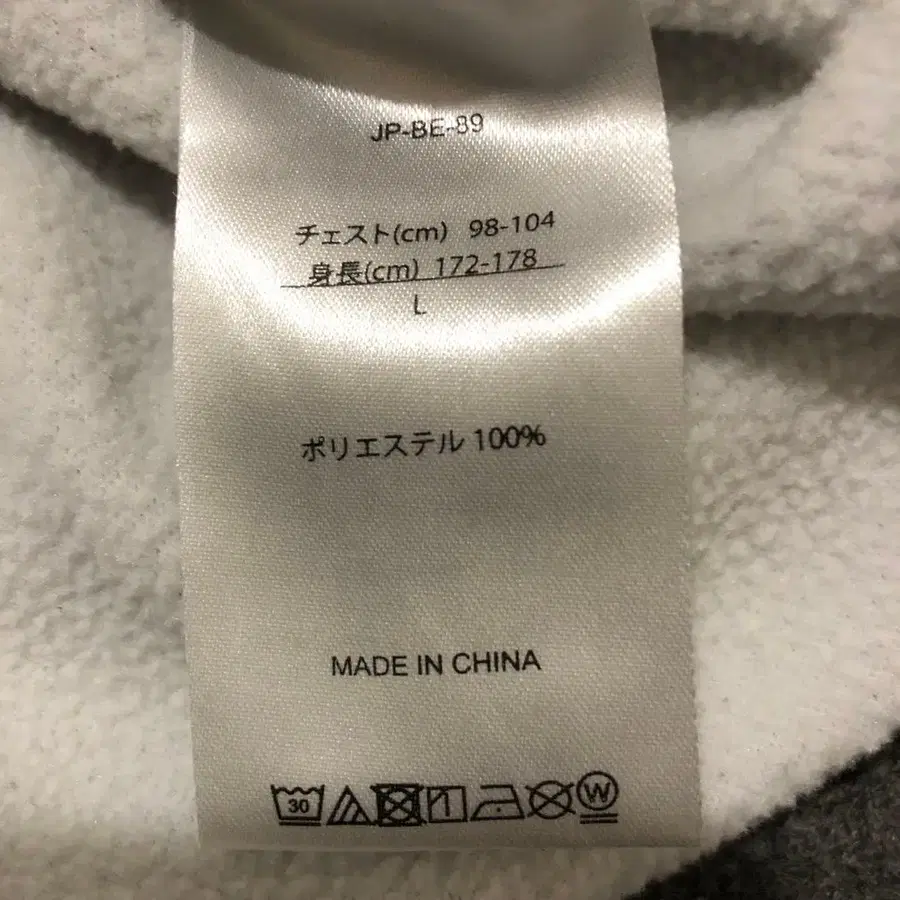 JP-BE-89
チェスト(cm) 98-104
身長(cm) 172-178
L
ポリエステル 100%
MADE IN CHINA
30
W